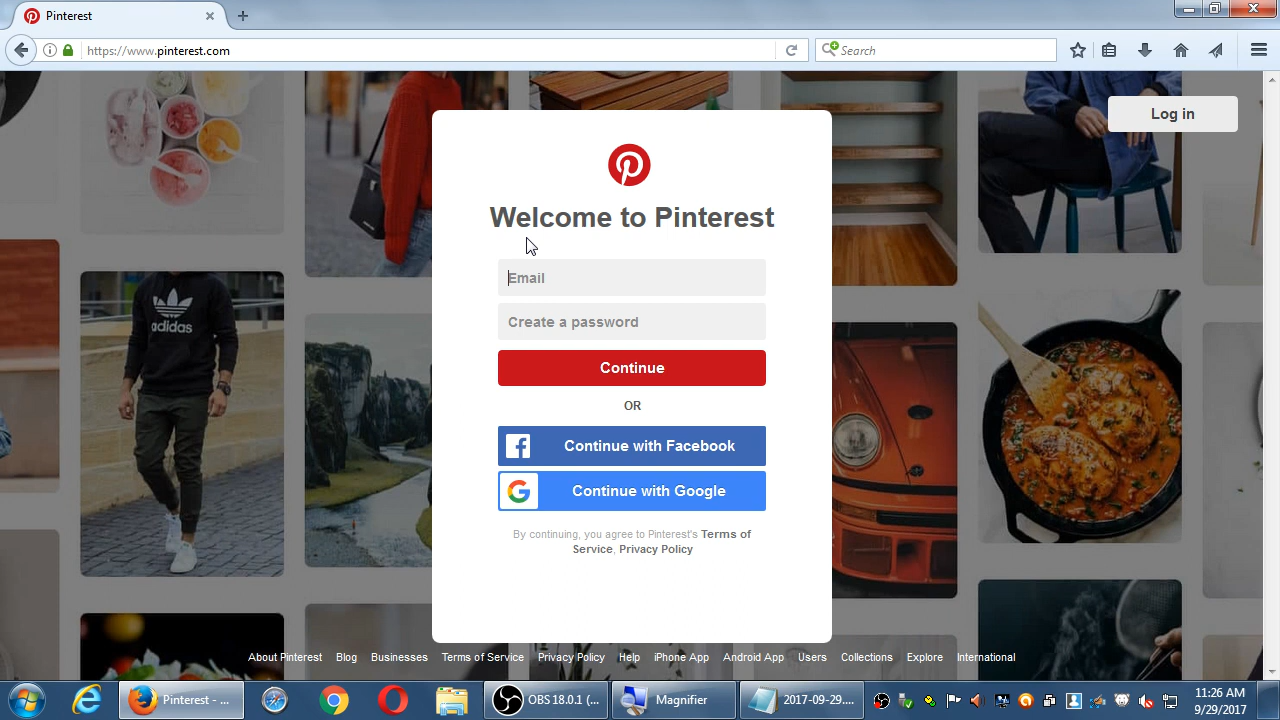 Pinterest
https://www.pinterest.com
Search
Log in
adidas
Welcome to Pinterest
Email
Create a password
Continue
OR
Continue with Facebook
Continue with Google
By continuing, you agree to Pinterest's Terms of
Service, Privacy Policy
About Pinterest Blog Businesses Terms of Service Privacy Policy Help iPhone App Android App Users Collections Explore International
Pinterest - ...
OBS 18.0.1 (...
Magnifier
2017-09-29....
11:26 AM
9/29/2017